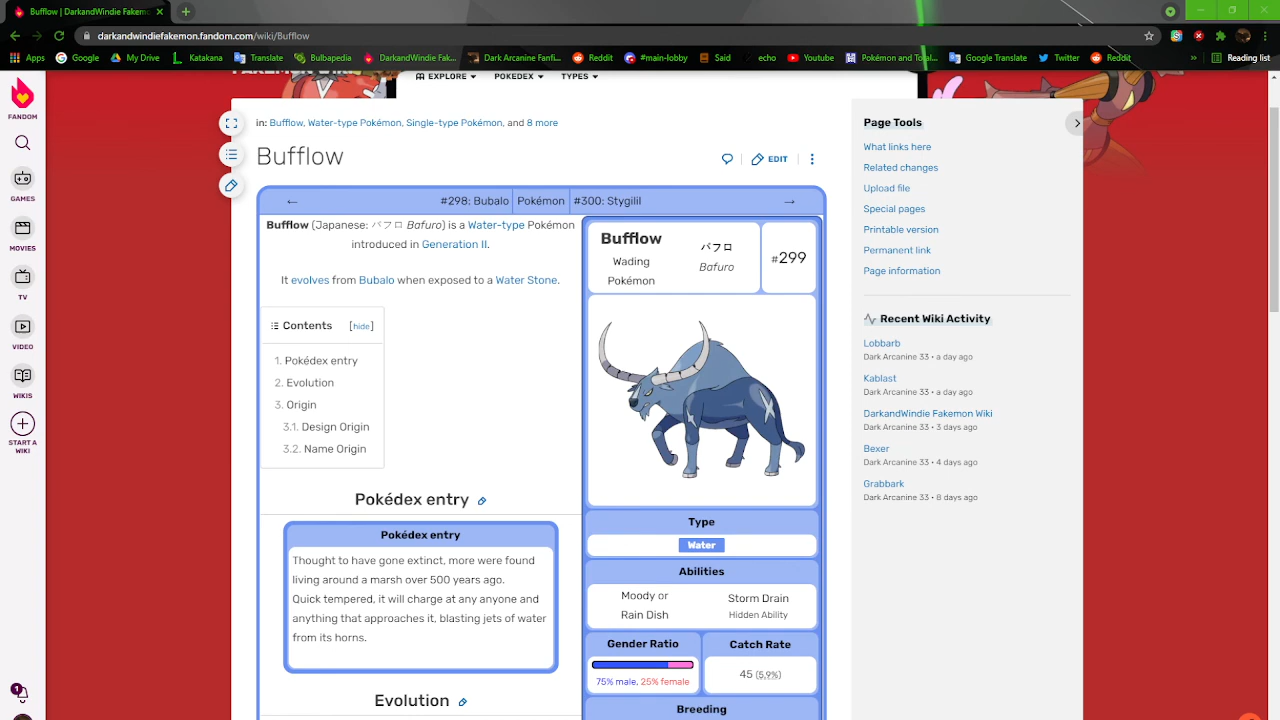 Bufflow | DarkandWindie Fakemo
darkandwindiefakemon.fandom.com/wiki/Bufflow
Apps Google My Drive Katakana Translate Bulbapedia DarkandWindie Fake... Dark Arcanine Fanfi... Reddit #main-lobby Said echo Youtube Pokémon and Total... Google Translate Twitter Reddit » Reading list
EXPLORE POKEDEX TYPES
FANDOM
GAMES
MOVIES
TV
VIDEO
WIKIS
START A
WIKI
1
in: Bufflow, Water-type Pokémon, Single-type Pokémon, and 8 more
Bufflow
EDIT
← #298: Bubalo Pokémon #300: Stygilil →
Bufflow (Japanese: バフロ Bafuro) is a Water-type Pokémon
introduced in Generation II.
It evolves from Bubalo when exposed to a Water Stone.
Contents [hide]
1. Pokédex entry
2. Evolution
3. Origin
3.1. Design Origin
3.2. Name Origin
Pokédex entry
Pokédex entry
Thought to have gone extinct, more were found
living around a marsh over 500 years ago.
Quick tempered, it will charge at any anyone and
anything that approaches it, blasting jets of water
from its horns.
Evolution
Bufflow
Wading
Pokémon
バフロ
Bafuro
#299
Type
Water
Abilities
Moody or
Rain Dish
Storm Drain
Hidden Ability
Gender Ratio
75% male, 25% female
Catch Rate
45 (5.9%)
Breeding
Page Tools
What links here
Related changes
Upload file
Special pages
Printable version
Permanent link
Page information
Recent Wiki Activity
Lobbarb
Dark Arcanine 33 • a day ago
Kablast
Dark Arcanine 33 • a day ago
DarkandWindie Fakemon Wiki
Dark Arcanine 33 • 3 days ago
Bexer
Dark Arcanine 33 • 4 days ago
Grabbark
Dark Arcanine 33 • 8 days ago